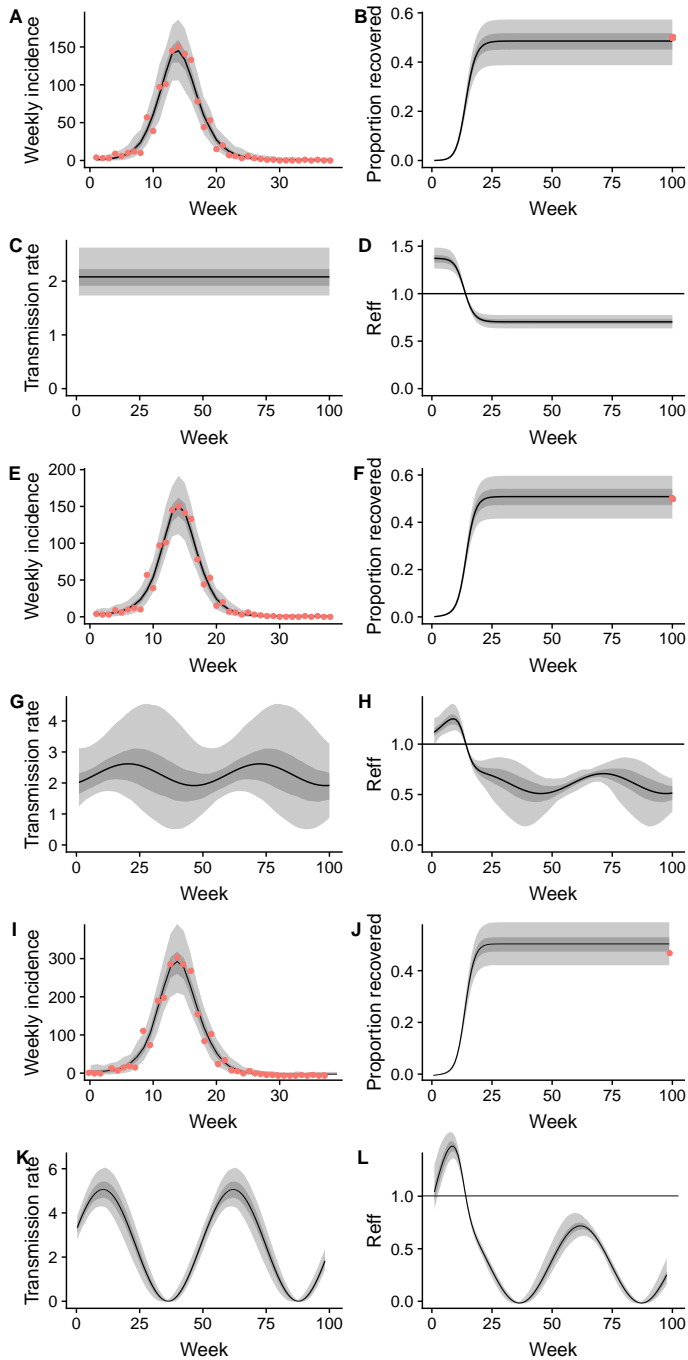 A
Weekly incidence
150
100
50
0
0 10 20 30
Week
B
Proportion recovered
0.6
0.4
0.2
0.0
0 25 50 75 100
Week
C
Transmission rate
2
1
0
0 25 50 75 100
Week
D
Reff
1.5
1.0
0.5
0.0
0 25 50 75 100
Week
E
Weekly incidence
200
150
100
50
0
0 10 20 30
Week
F
Proportion recovered
0.6
0.4
0.2
0.0
0 25 50 75 100
Week
G
Transmission rate
4
3
2
1
0
0 25 50 75 100
Week
H
Reff
1.0
0.5
0.0
0 25 50 75 100
Week
I
Weekly incidence
300
200
100
0
0 10 20 30
Week
J
Proportion recovered
0.4
0.2
0.0
0 25 50 75 100
Week
K
Transmission rate
6
4
2
0
0 25 50 75 100
Week
L
Reff
1.0
0.5
0.0
0 25 50 75 100
Week